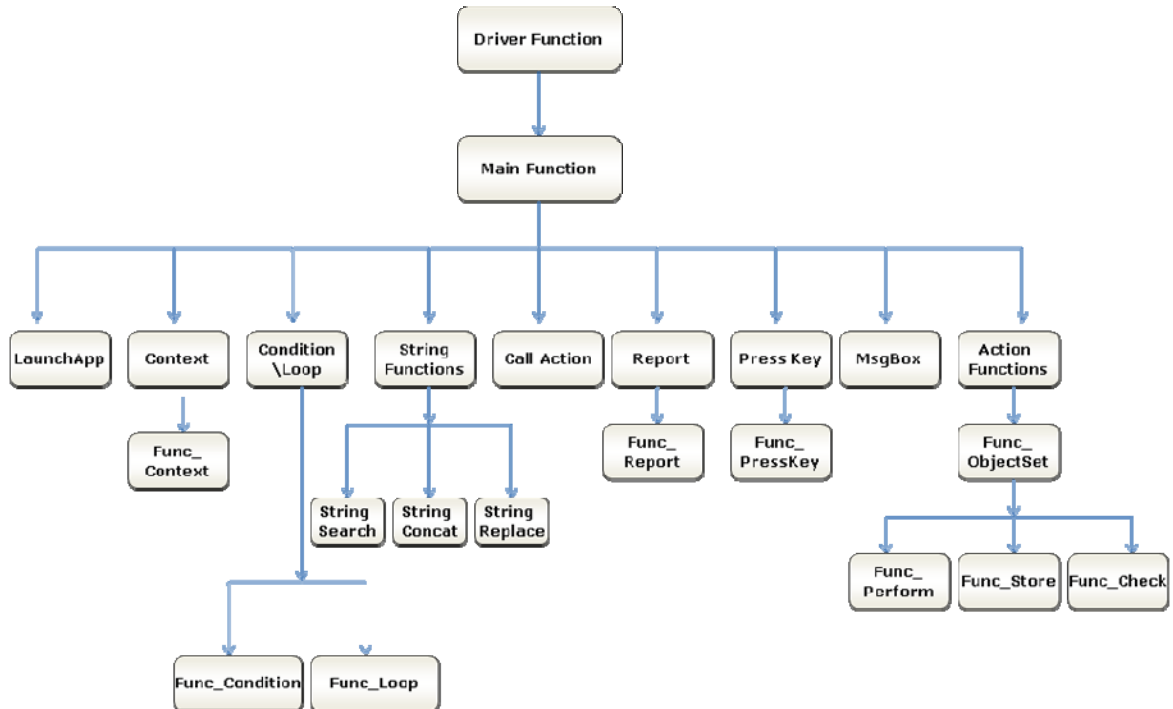 Driver Function
Main Function
LaunchApp
Context
Condition
\Loop
String
Functions
Call Action
Report
Press Key
MsgBox
Action
Functions
Func_
Context
Func_
Report
Func_
PressKey
Func_
ObjectSet
String
Search
String
Concat
String
Replace
Func_
Perform
Func_Store
Func_Check
Func_Condition
Func_Loop